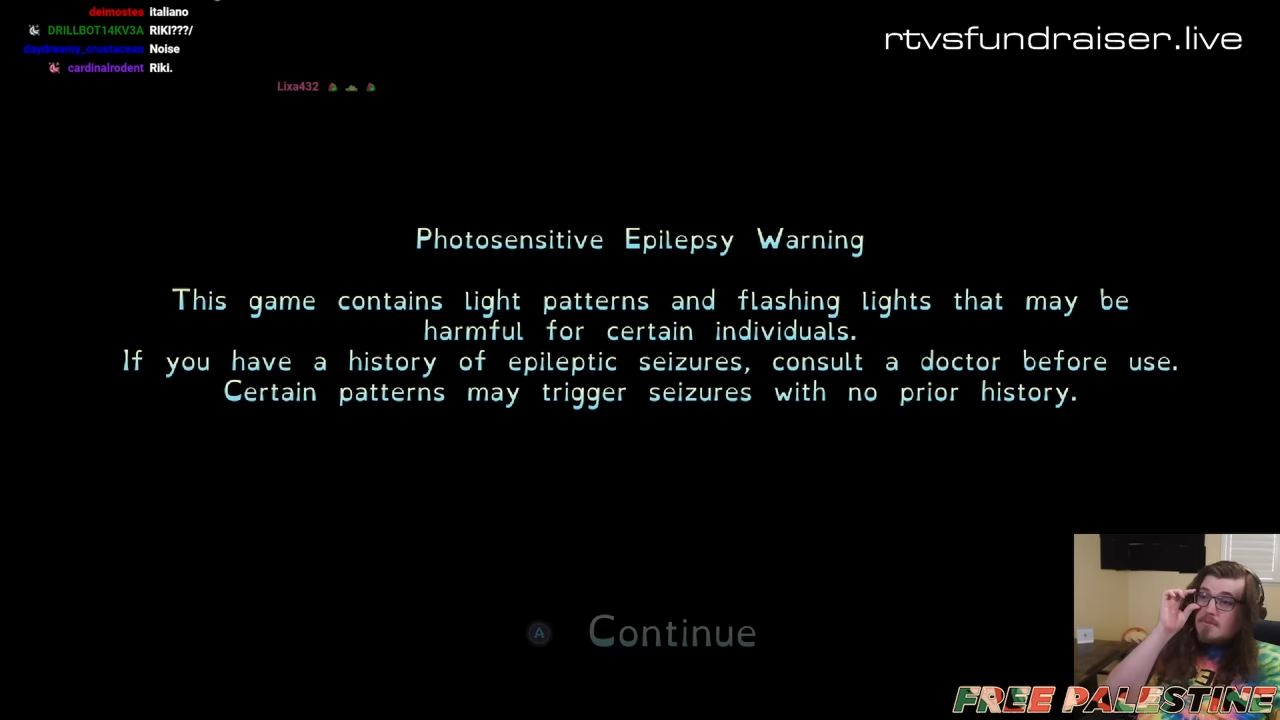 deimostes italiano
DRILLBOT14KV3A RIKI???/
daydreamy_crustacean Noise
cardinalrodent Riki.
Lixa432
rtvsfundraiser.live
Photosensitive Epilepsy Warning
This game contains light patterns and flashing lights that may be
harmful for certain individuals.
If you have a history of epileptic seizures, consult a doctor before use.
Certain patterns may trigger seizures with no prior history.
A Continue
FREE PALESTINE